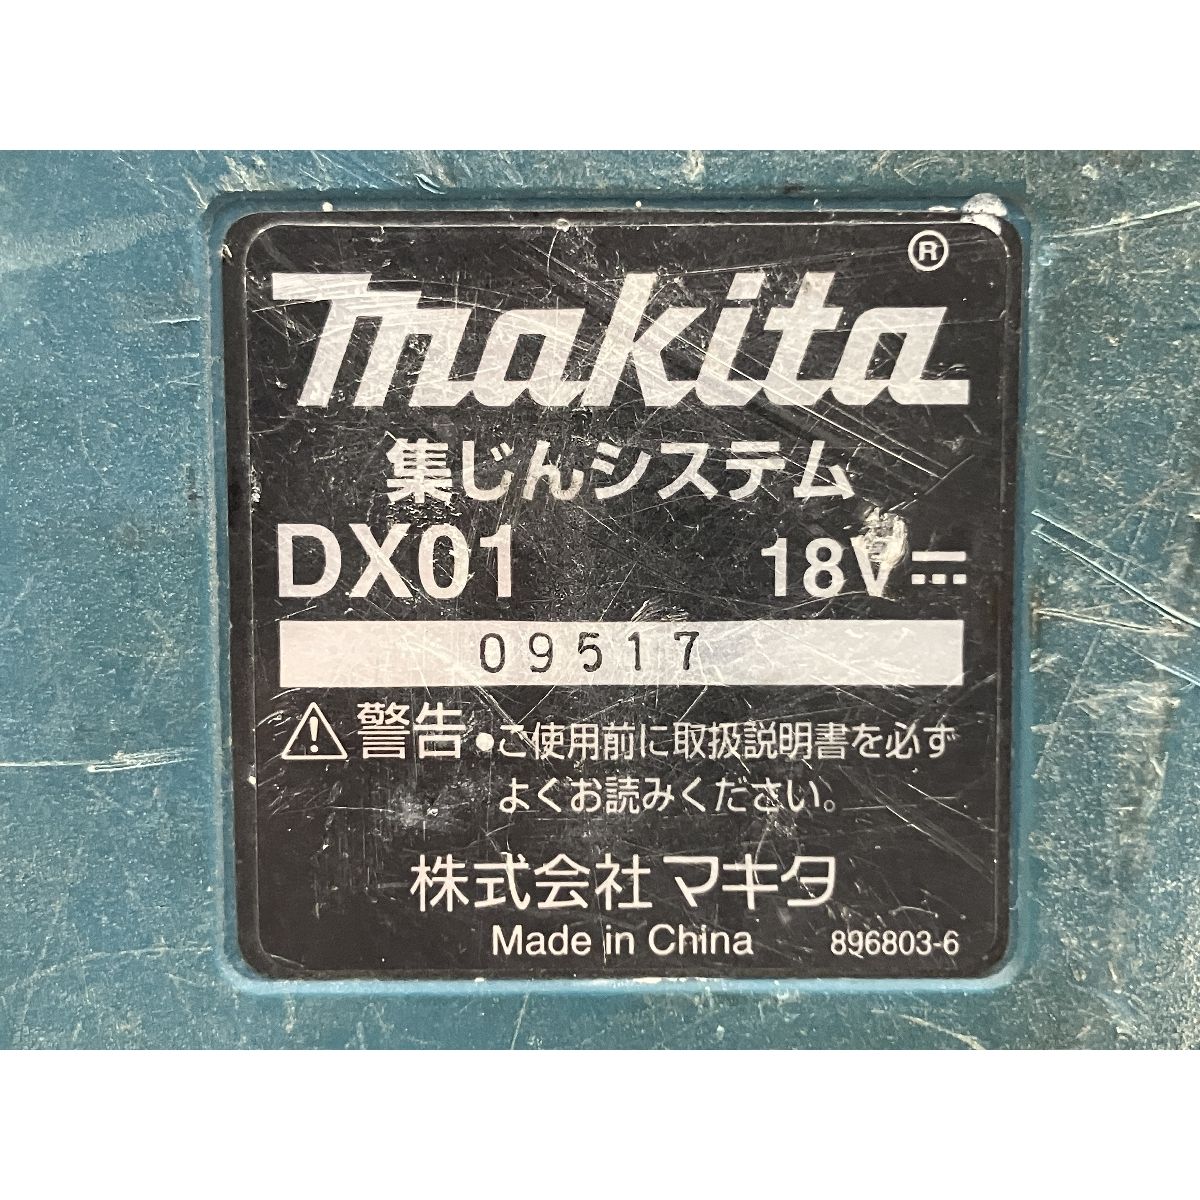 makita®
集じんシステム
DX01 18V⎓
09517
⚠警告 •ご使用前に取扱説明書を必ず
よくお読みください。
株式会社マキタ
Made in China 896803-6